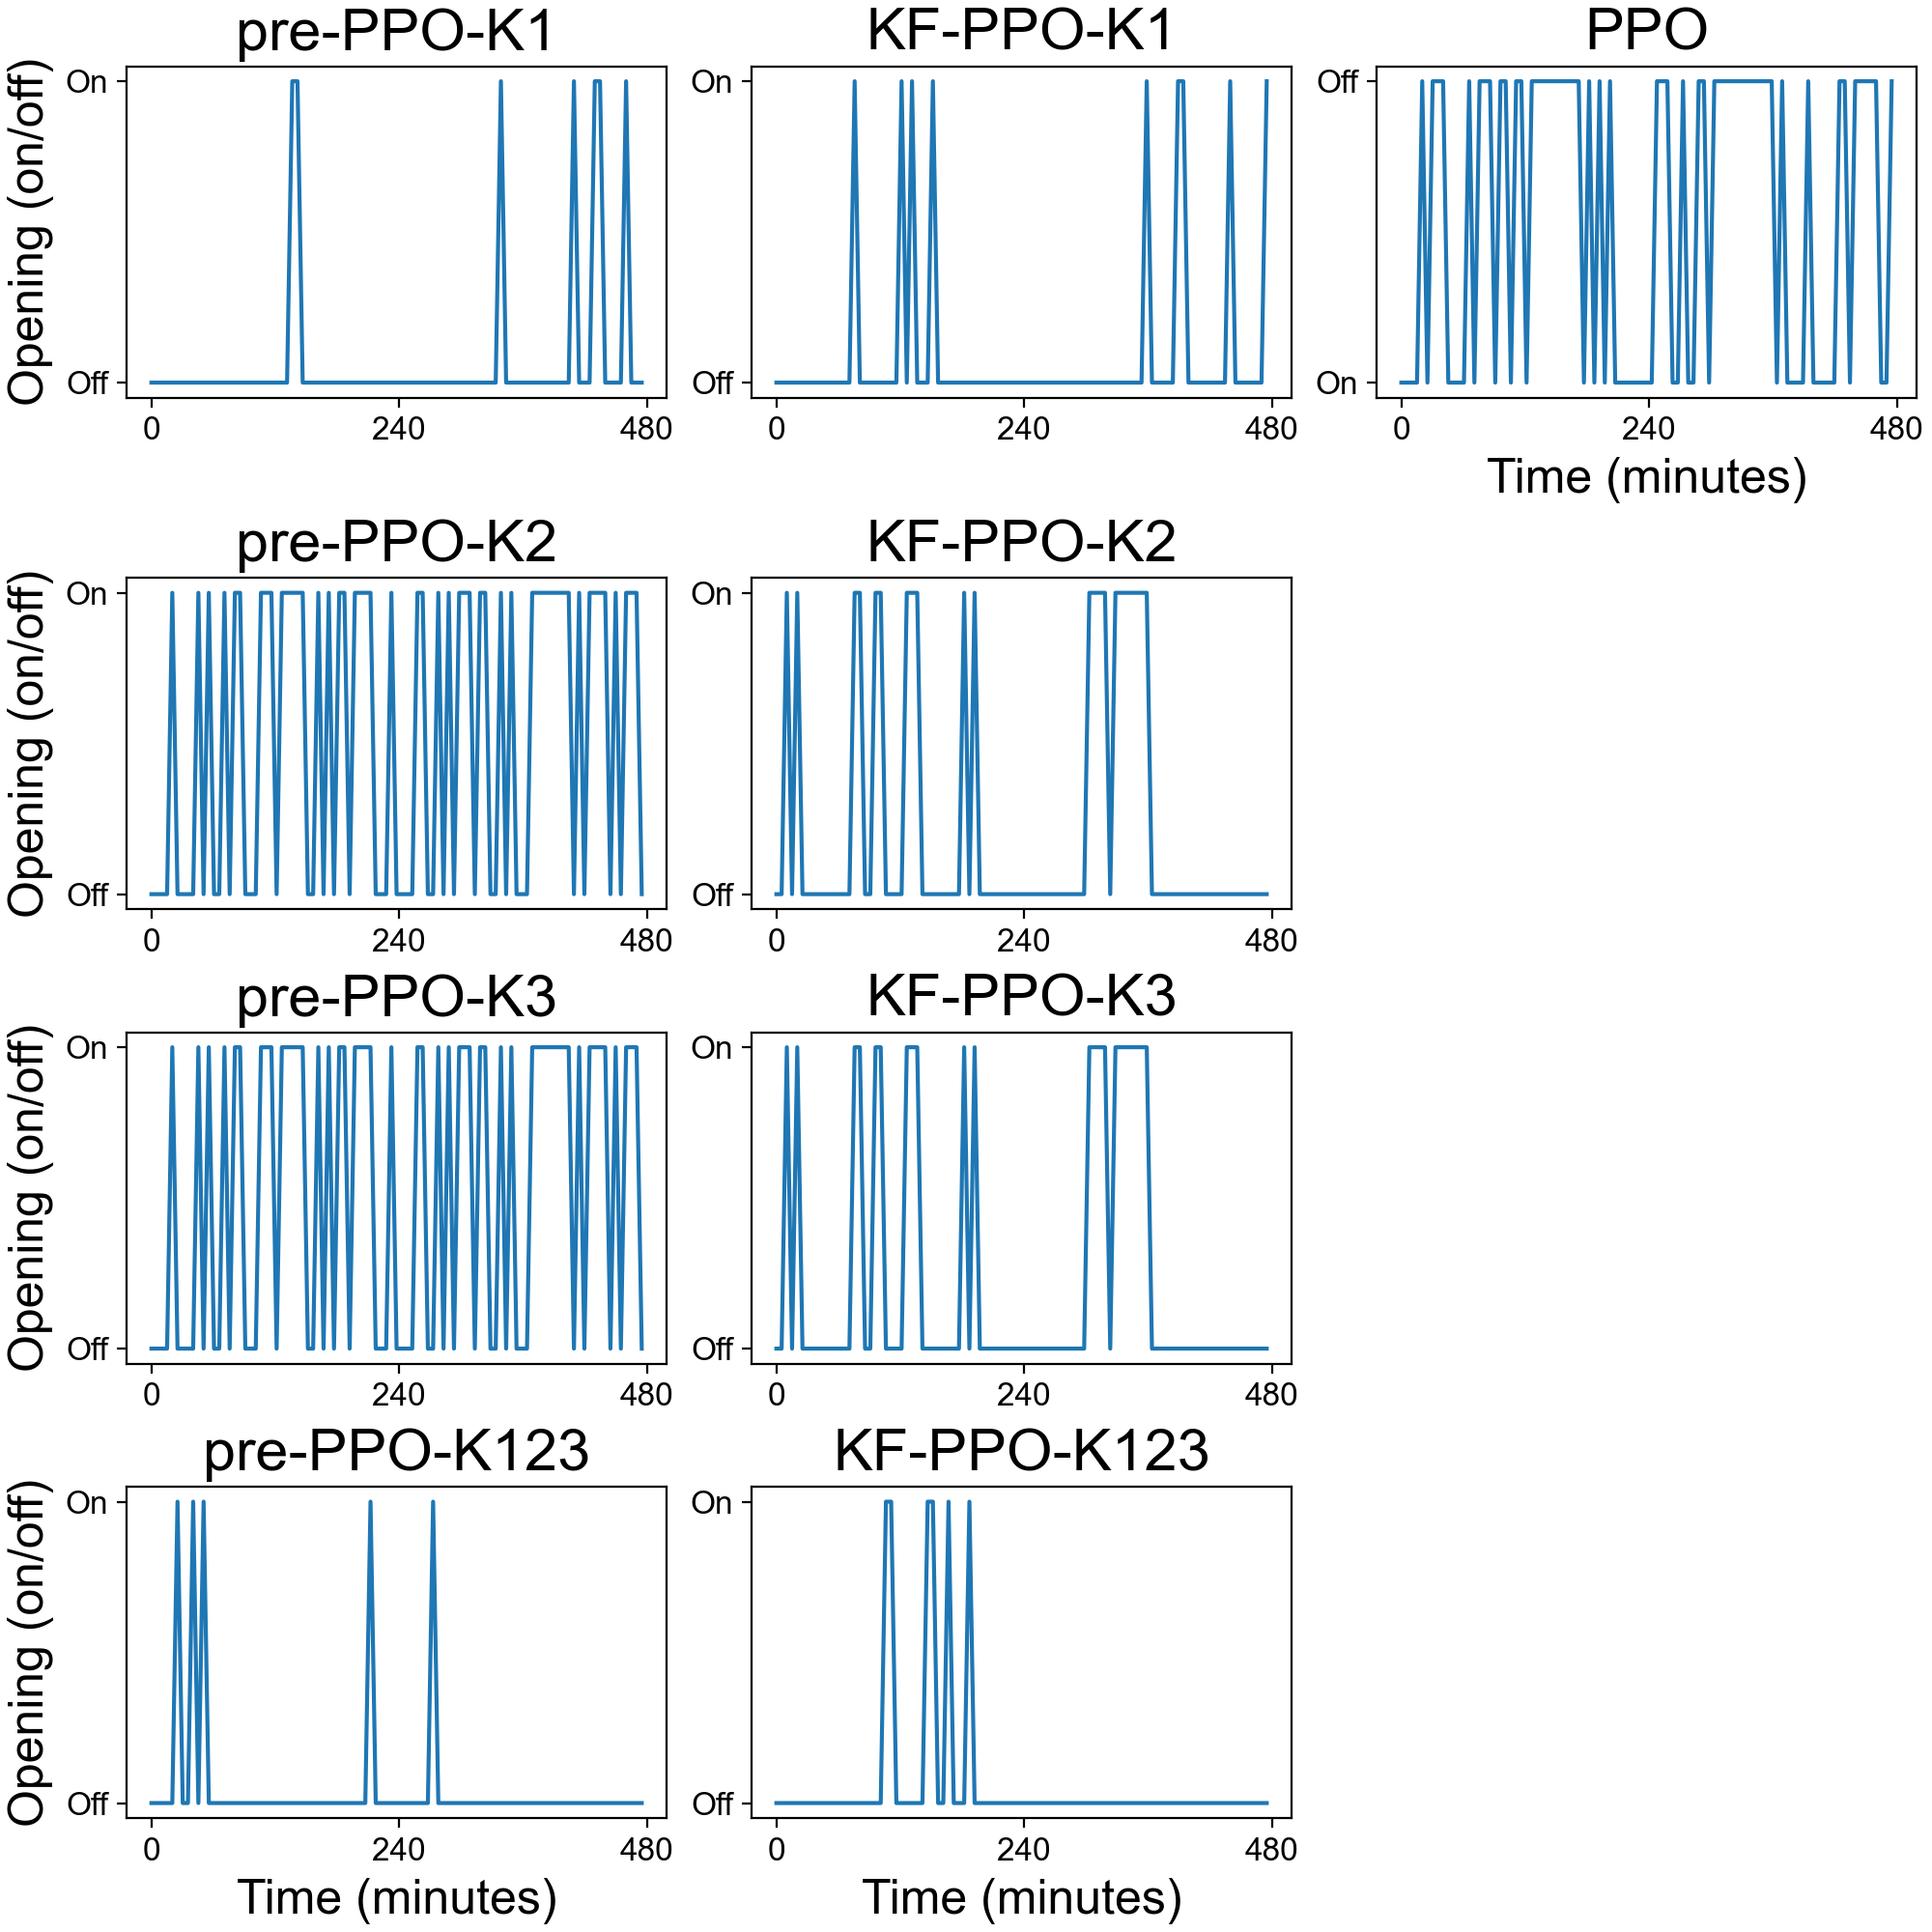 pre-PPO-K1
KF-PPO-K1
PPO
Opening (on/off)
On
Off
0 240 480
On
Off
0 240 480
Off
On
0 240 480
Time (minutes)
pre-PPO-K2
KF-PPO-K2
Opening (on/off)
On
Off
0 240 480
On
Off
0 240 480
pre-PPO-K3
KF-PPO-K3
Opening (on/off)
On
Off
0 240 480
On
Off
0 240 480
pre-PPO-K123
KF-PPO-K123
Opening (on/off)
On
Off
0 240 480
Time (minutes)
On
Off
0 240 480
Time (minutes)